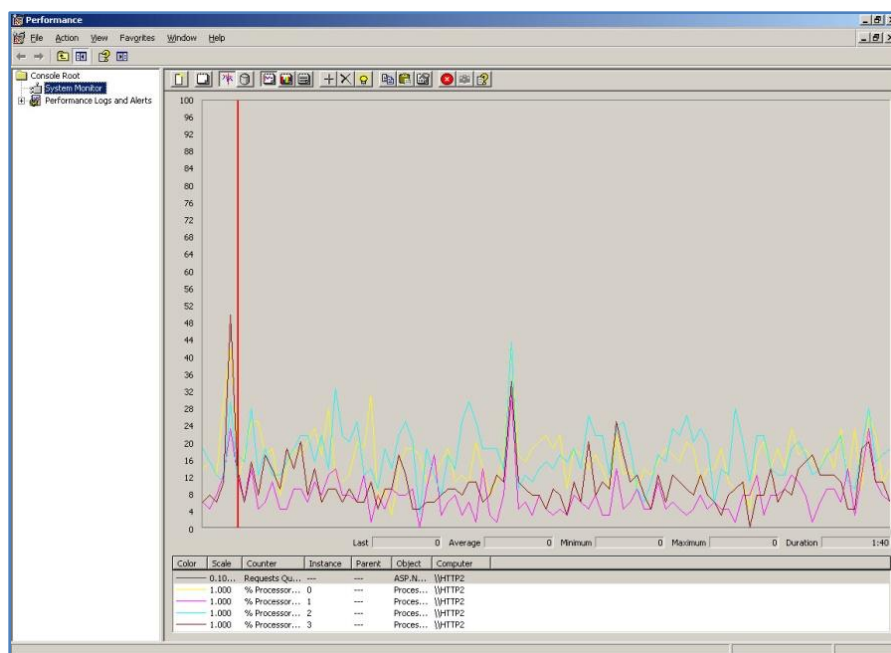 Performance
File Action View Favorites Window Help
Console Root
System Monitor
Performance Logs and Alerts
100
96
92
88
84
80
76
72
68
64
60
56
52
48
44
40
36
32
28
24
20
16
12
8
4
0
Last 0 Average 0 Minimum 0 Maximum 0 Duration 1:40
Color Scale Counter Instance Parent Object Computer
0.10... Requests Qu... --- --- ASP.N... \\HTTP2
1.000 % Processor... 0 --- Proces... \\HTTP2
1.000 % Processor... 1 --- Proces... \\HTTP2
1.000 % Processor... 2 --- Proces... \\HTTP2
1.000 % Processor... 3 --- Proces... \\HTTP2